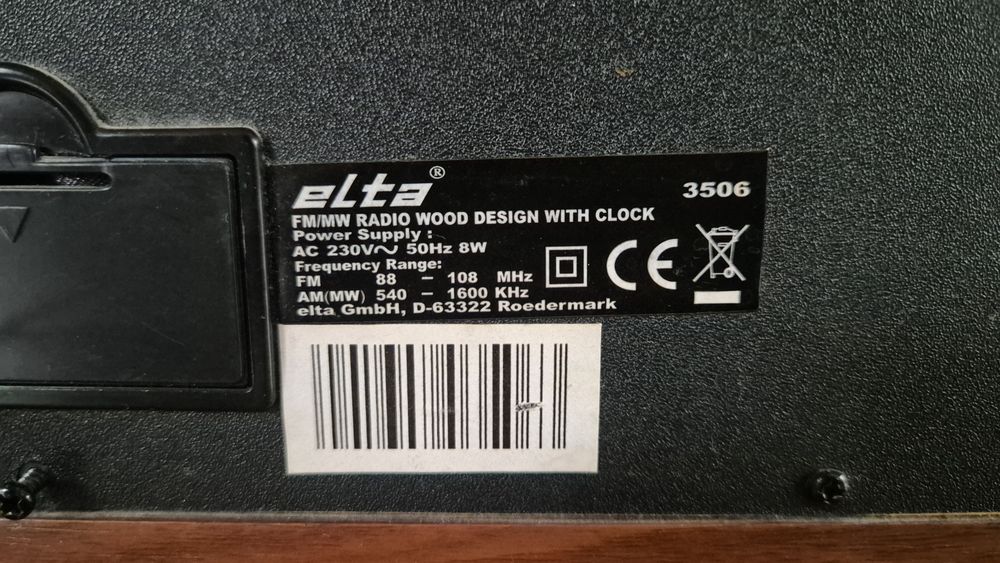 elta®
3506
FM/MW RADIO WOOD DESIGN WITH CLOCK
Power Supply :
AC 230V～ 50Hz 8W
Frequency Range:
FM 88 – 108 MHz
AM(MW) 540 – 1600 KHz
elta GmbH, D-63322 Roedermark
CE